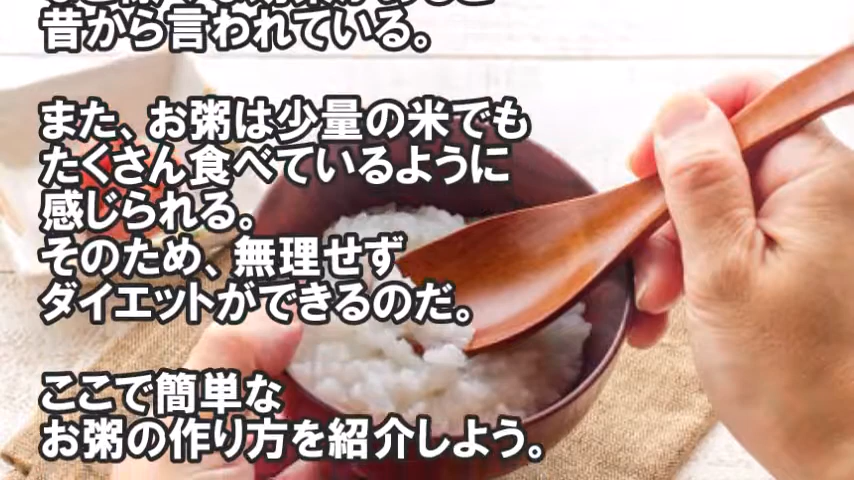 昔から言われている。
また、お粥は少量の米でも
たくさん食べているように
感じられる。
そのため、無理せず
ダイエットができるのだ。
ここで簡単な
お粥の作り方を紹介しよう。